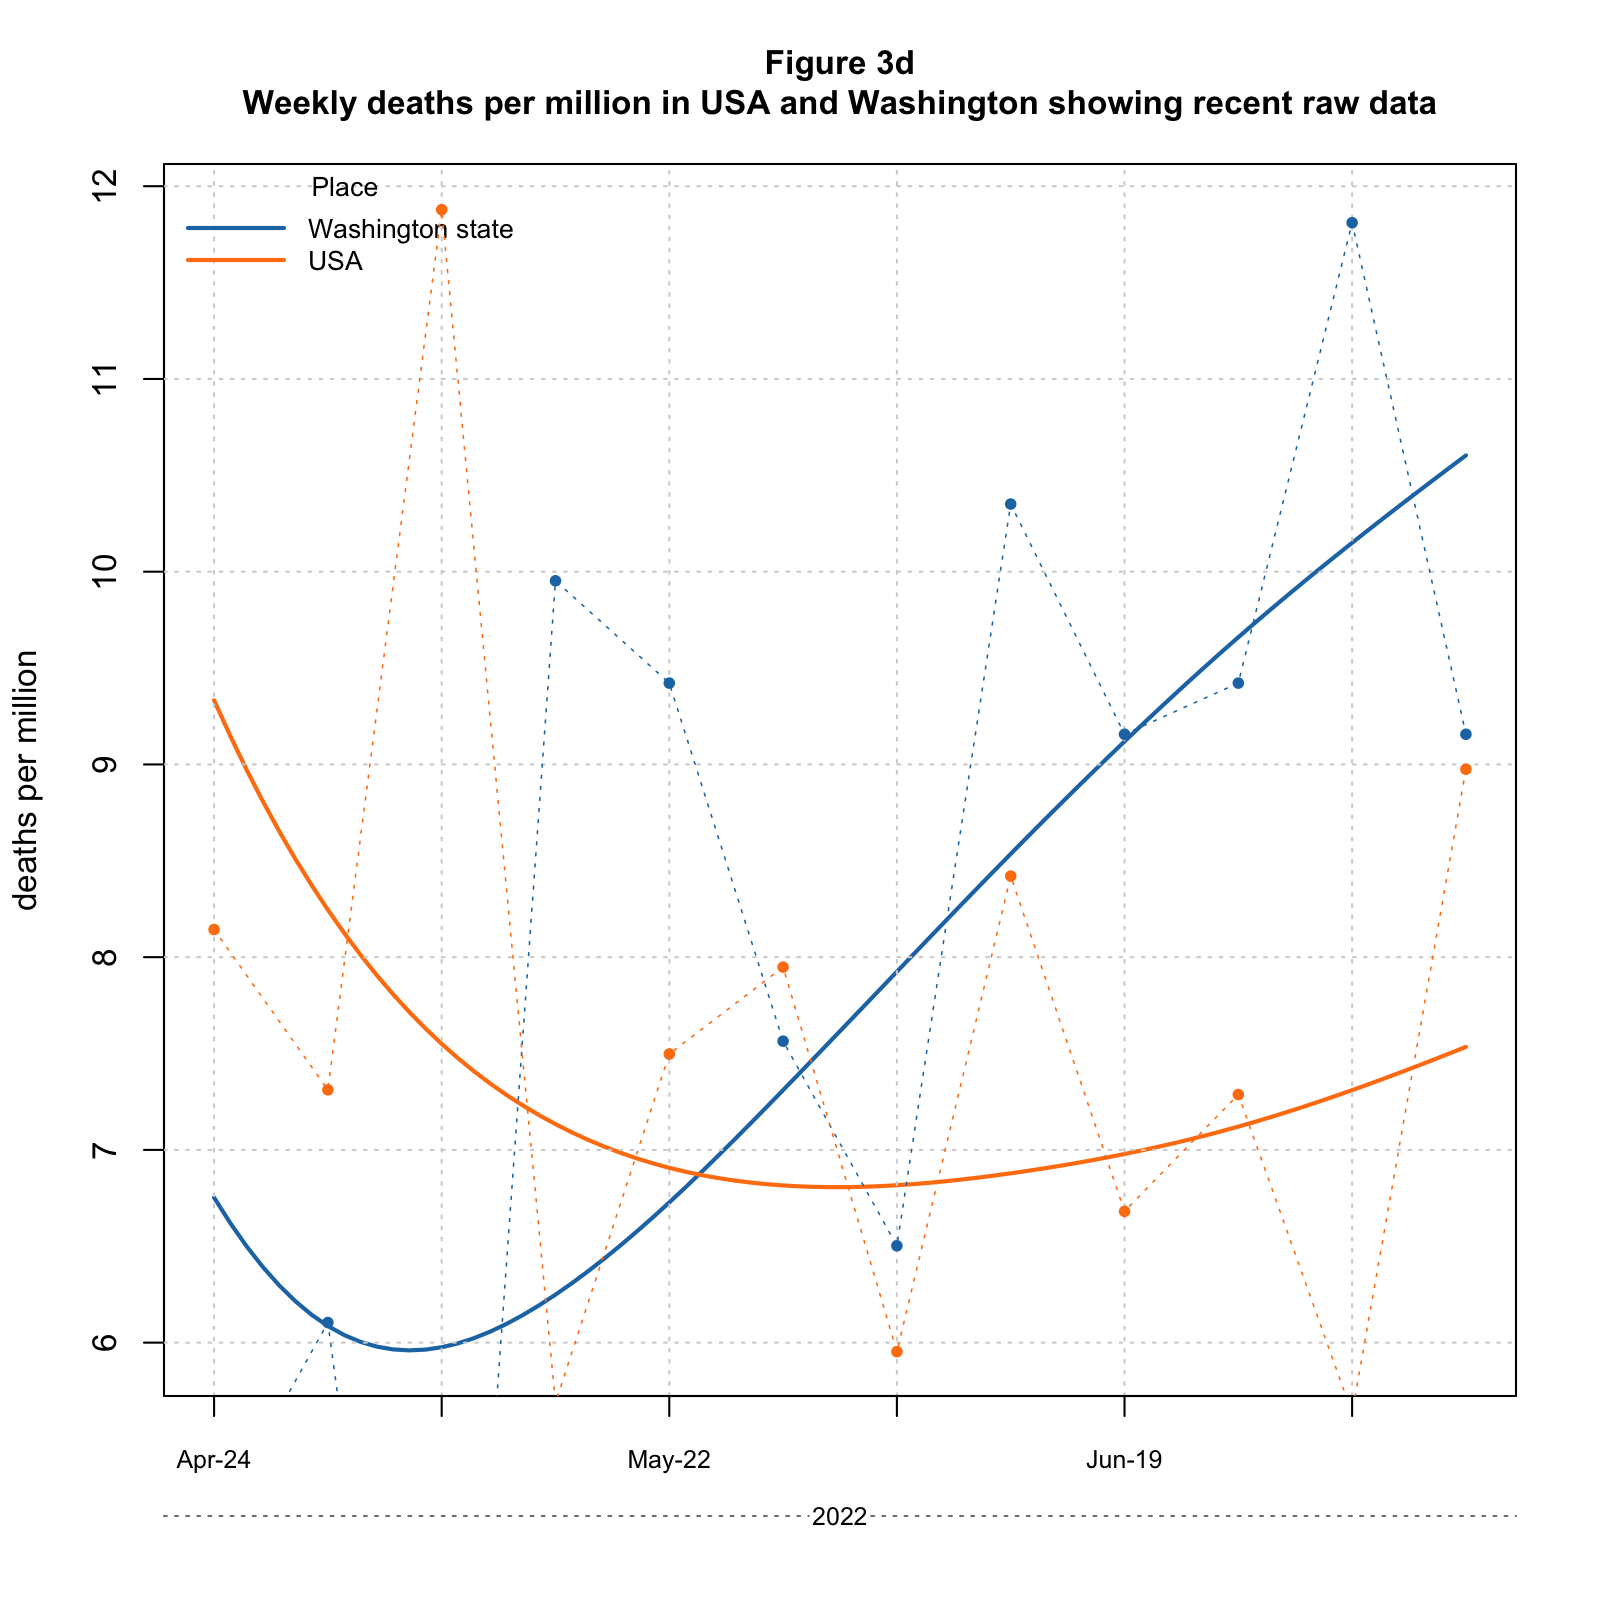 Figure 3d
Weekly deaths per million in USA and Washington showing recent raw data
Place
Washington state
USA
deaths per million
12
11
10
9
8
7
6
Apr-24 May-22 Jun-19
2022